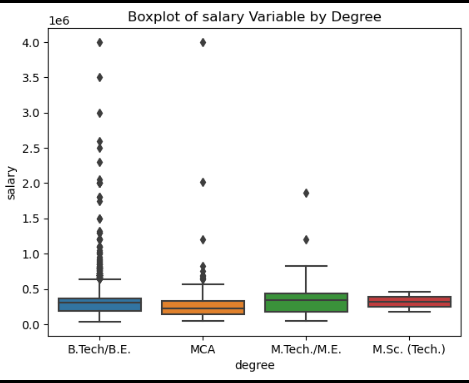 Boxplot of salary Variable by Degree
1e6
4.0
3.5
3.0
2.5
2.0
1.5
1.0
0.5
0.0
salary
B.Tech/B.E. MCA M.Tech./M.E. M.Sc. (Tech.)
degree